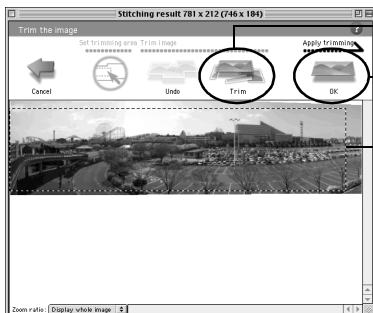 Stitching result 781 x 212 (746 x 184)
Trim the image
Set trimming area Trim image Apply trimming
Cancel Undo Trim OK
Zoom ratio: Display whole image